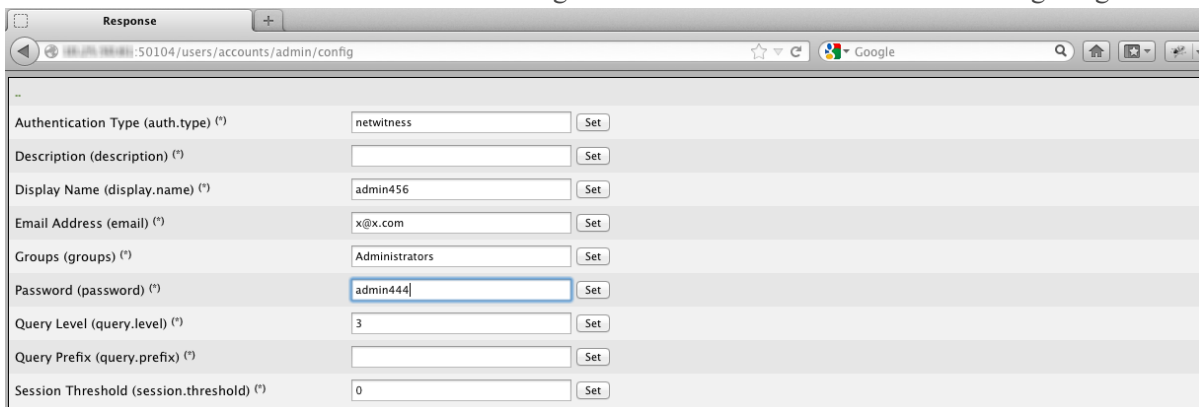 Response
:50104/users/accounts/admin/config
Google
..
Authentication Type (auth.type) (*) netwitness Set
Description (description) (*) Set
Display Name (display.name) (*) admin456 Set
Email Address (email) (*) x@x.com Set
Groups (groups) (*) Administrators Set
Password (password) (*) admin444 Set
Query Level (query.level) (*) 3 Set
Query Prefix (query.prefix) (*) Set
Session Threshold (session.threshold) (*) 0 Set